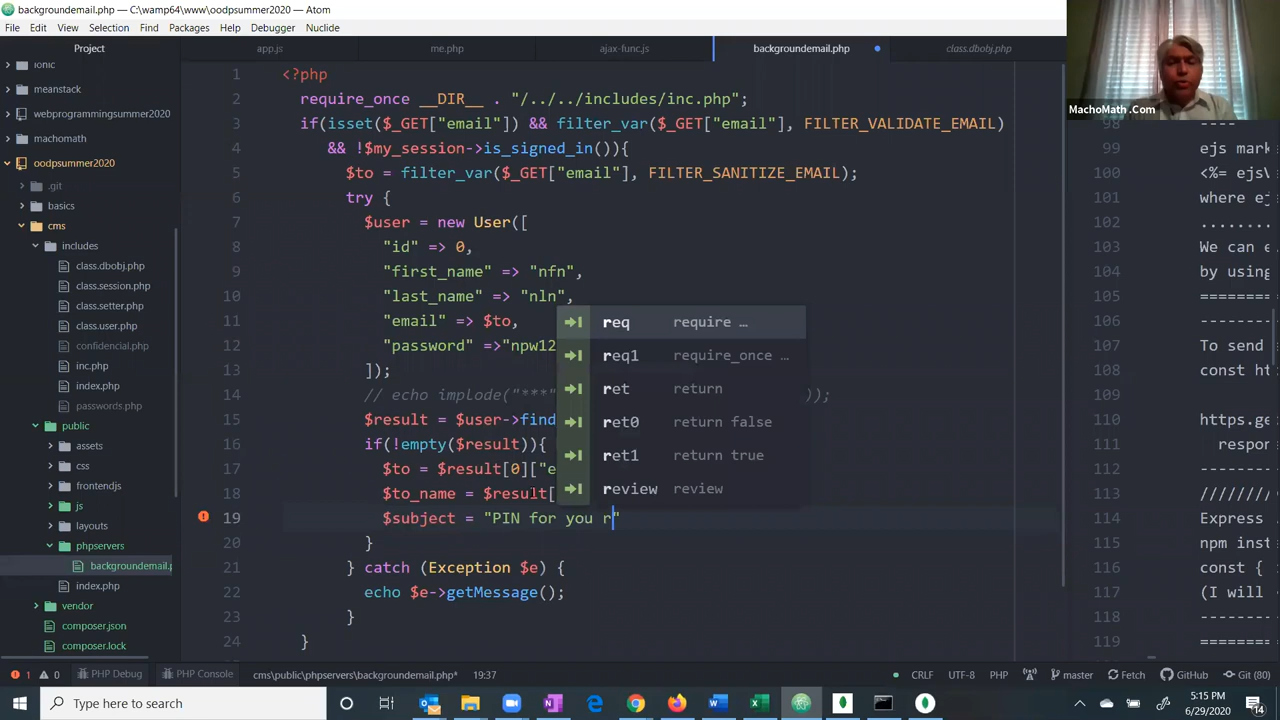 backgroundemail.php — C:\wamp64\www\oodpsummer2020 — Atom
File Edit View Selection Find Packages Help Debugger Nuclide
Project
app.js
me.php
ajax-func.js
backgroundemail.php
class.dbobj.php
MachoMath .Com
ionic
meanstack
webprogrammingsummer2020
machomath
oodpsummer2020
.git
basics
cms
includes
class.dbobj.php
class.session.php
class.setter.php
class.user.php
confidencial.php
inc.php
index.php
passwords.php
public
assets
css
frontendjs
js
layouts
phpservers
backgroundemail.p
index.php
vendor
composer.json
composer.lock
1 <?php
2 require_once __DIR__ . "/../../includes/inc.php";
3 if(isset($_GET["email"]) && filter_var($_GET["email"], FILTER_VALIDATE_EMAIL)
4 && !$my_session->is_signed_in()){
5 $to = filter_var($_GET["email"], FILTER_SANITIZE_EMAIL);
6 try {
7 $user = new User([
8 "id" => 0,
9 "first_name" => "nfn",
10 "last_name" => "nln",
11 "email" => $to,
12 "password" =>"npw12
13 ]);
14 // echo implode("***" ));
15 $result = $user->find
16 if(!empty($result)){
17 $to = $result[0]["e
18 $to_name = $result[
19 $subject = "PIN for you r"
20 }
21 } catch (Exception $e) {
22 echo $e->getMessage();
23 }
24 }
req require …
req1 require_once …
ret return
ret0 return false
ret1 return true
review review
98 ----
99 ejs mark
100 <%= ejsV
101 where ej
102 ........
103 We can e
104 by using
105 ========
106 --------
107 To send
108 const ht
109
110 https.ge
111 respon
112 --------
113 ////////
114 Express
115 npm inst
116 const {
117 (I will
118 --------
119 ========
1 0 PHP Debug PHP Console cms\public\phpservers\backgroundemail.php* 19:37 CRLF UTF-8 PHP master Fetch GitHub Git (80)
Type here to search
5:15 PM
6/29/2020
14